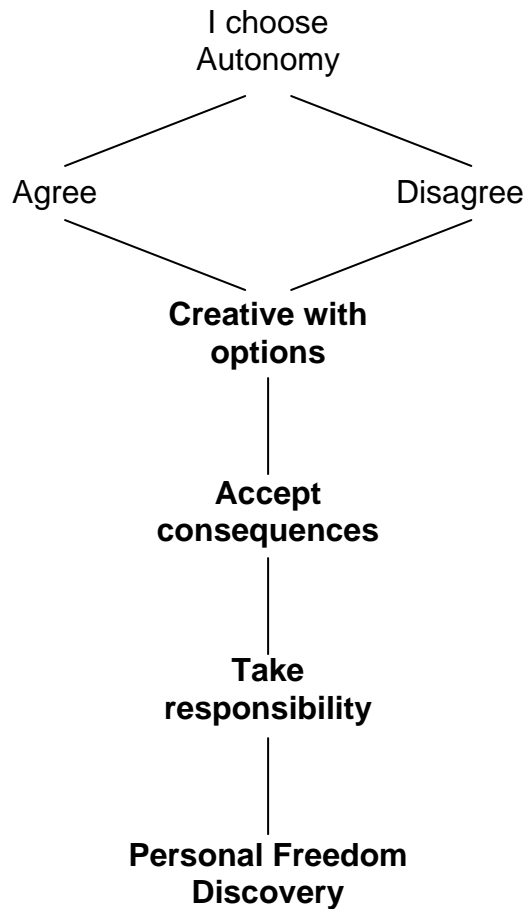 I choose
Autonomy
Agree
Disagree
Creative with
options
Accept
consequences
Take
responsibility
Personal Freedom
Discovery